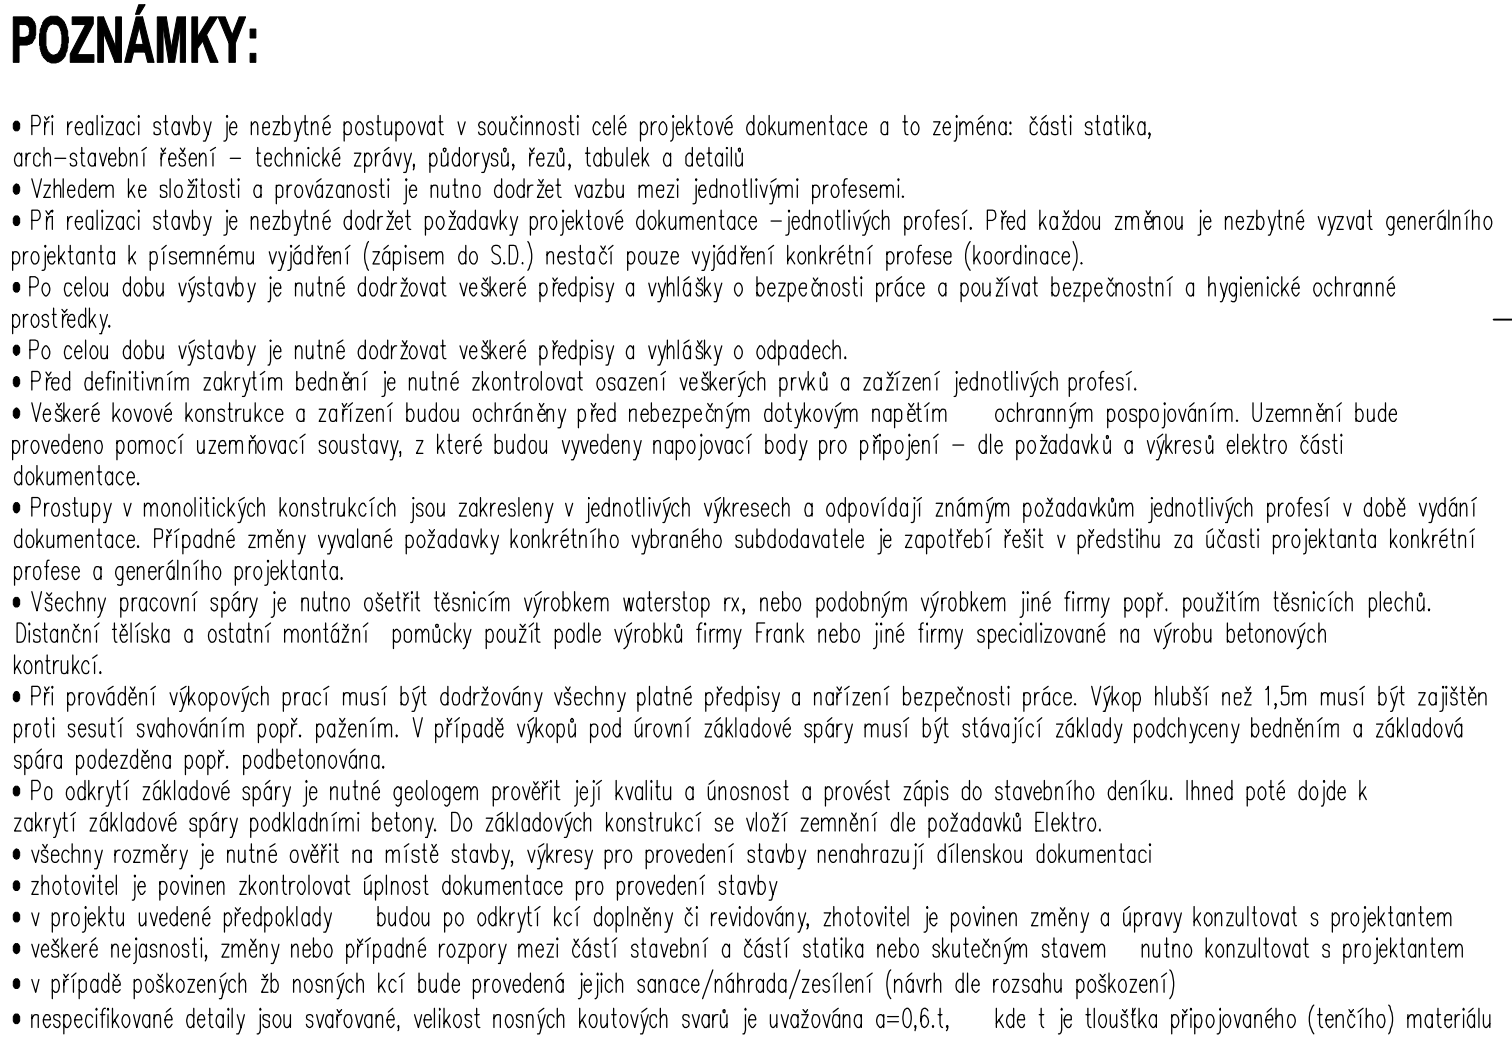 POZNÁMKY:
• Při realizaci stavby je nezbytné postupovat v součinnosti celé projektové dokumentace a to zejména: části statika,
arch-stavební řešení - technické zprávy, půdorysů, řezů, tabulek a detailů
• Vzhledem ke složitosti a provázanosti je nutno dodržet vazbu mezi jednotlivými profesemi.
• Při realizaci stavby je nezbytné dodržet požadavky projektové dokumentace -jednotlivých profesí. Před každou změnou je nezbytné vyzvat generálního
projektanta k písemnému vyjádření (zápisem do S.D.) nestačí pouze vyjádření konkrétní profese (koordinace).
• Po celou dobu výstavby je nutné dodržovat veškeré předpisy a vyhlášky o bezpečnosti práce a používat bezpečnostní a hygienické ochranné
prostředky.
• Po celou dobu výstavby je nutné dodržovat veškeré předpisy a vyhlášky o odpadech.
• Před definitivním zakrytím bednění je nutné zkontrolovat osazení veškerých prvků a zažízení jednotlivých profesí.
• Veškeré kovové konstrukce a zařízení budou ochráněny před nebezpečným dotykovým napětím ochranným pospojováním. Uzemnění bude
provedeno pomocí uzemňovací soustavy, z které budou vyvedeny napojovací body pro připojení - dle požadavků a výkresů elektro části
dokumentace.
• Prostupy v monolitických konstrukcích jsou zakresleny v jednotlivých výkresech a odpovídají známým požadavkům jednotlivých profesí v době vydání
dokumentace. Případné změny vyvalané požadavky konkrétního vybraného subdodavatele je zapotřebí řešit v předstihu za účasti projektanta konkrétní
profese a generálního projektanta.
• Všechny pracovní spáry je nutno ošetřit těsnicím výrobkem waterstop rx, nebo podobným výrobkem jiné firmy popř. použitím těsnicích plechů.
Distanční tělíska a ostatní montážní pomůcky použít podle výrobků firmy Frank nebo jiné firmy specializované na výrobu betonových
kontrukcí.
• Při provádění výkopových prací musí být dodržovány všechny platné předpisy a nařízení bezpečnosti práce. Výkop hlubší než 1,5m musí být zajištěn
proti sesutí svahováním popř. pažením. V případě výkopů pod úrovní základové spáry musí být stávající základy podchyceny bedněním a základová
spára podezděna popř. podbetonována.
• Po odkrytí základové spáry je nutné geologem prověřit její kvalitu a únosnost a provést zápis do stavebního deníku. Ihned poté dojde k
zakrytí základové spáry podkladními betony. Do základových konstrukcí se vloží zemnění dle požadavků Elektro.
• všechny rozměry je nutné ověřit na místě stavby, výkresy pro provedení stavby nenahrazují dílenskou dokumentaci
• zhotovitel je povinen zkontrolovat úplnost dokumentace pro provedení stavby
• v projektu uvedené předpoklady budou po odkrytí kcí doplněny či revidovány, zhotovitel je povinen změny a úpravy konzultovat s projektantem
• veškeré nejasnosti, změny nebo případné rozpory mezi částí stavební a částí statika nebo skutečným stavem nutno konzultovat s projektantem
• v případě poškozených žb nosných kcí bude provedená jejich sanace/náhrada/zesílení (návrh dle rozsahu poškození)
• nespecifikované detaily jsou svařované, velikost nosných koutových svarů je uvažována a=0,6.t, kde t je tloušťka připojovaného (tenčího) materiálu